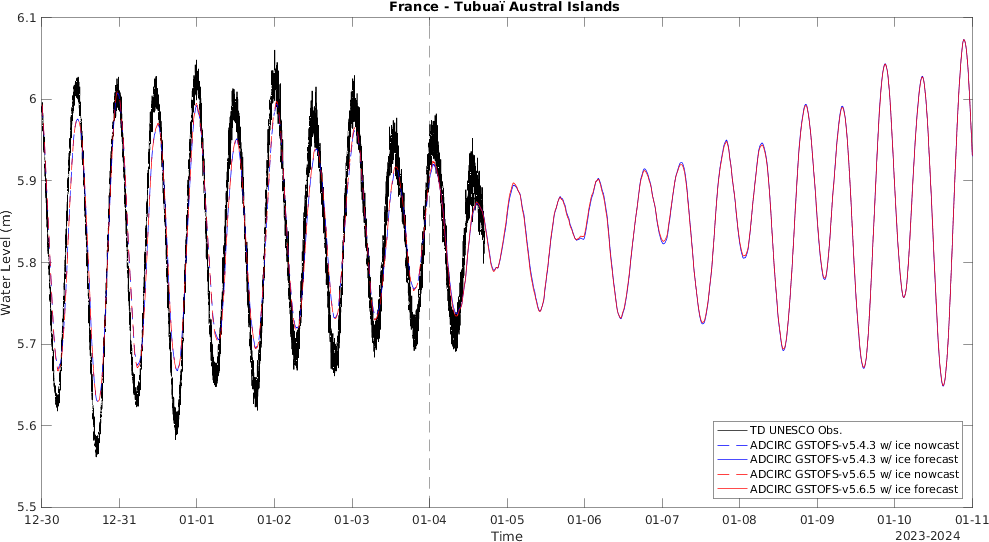 France - Tubuaï Austral Islands
6.1
6
5.9
5.8
5.7
5.6
5.5
Water Level (m)
12-30 12-31 01-01 01-02 01-03 01-04 01-05 01-06 01-07 01-08 01-09 01-10 01-11
Time
2023-2024
TD UNESCO Obs.
ADCIRC GSTOFS-v5.4.3 w/ ice nowcast
ADCIRC GSTOFS-v5.4.3 w/ ice forecast
ADCIRC GSTOFS-v5.6.5 w/ ice nowcast
ADCIRC GSTOFS-v5.6.5 w/ ice forecast